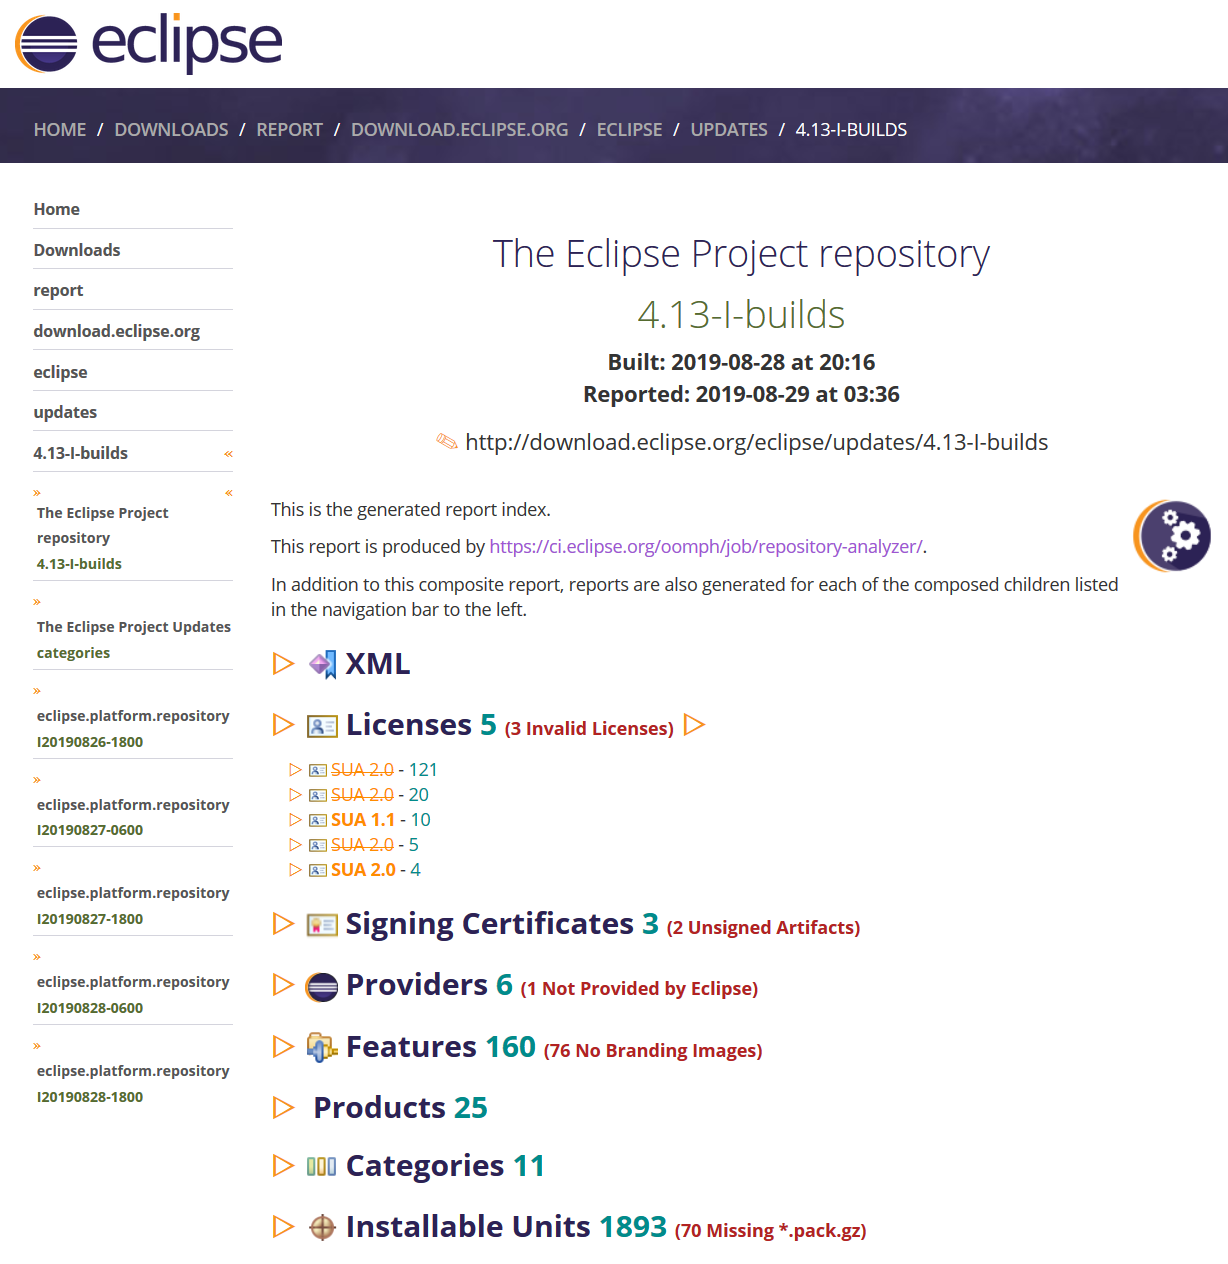 eclipse
HOME / DOWNLOADS / REPORT / DOWNLOAD.ECLIPSE.ORG / ECLIPSE / UPDATES / 4.13-I-BUILDS
Home
Downloads
report
download.eclipse.org
eclipse
updates
4.13-I-builds «
» «
The Eclipse Project
repository
4.13-I-builds
»
The Eclipse Project Updates
categories
»
eclipse.platform.repository
I20190826-1800
»
eclipse.platform.repository
I20190827-0600
»
eclipse.platform.repository
I20190827-1800
»
eclipse.platform.repository
I20190828-0600
»
eclipse.platform.repository
I20190828-1800
The Eclipse Project repository
4.13-I-builds
Built: 2019-08-28 at 20:16
Reported: 2019-08-29 at 03:36
http://download.eclipse.org/eclipse/updates/4.13-I-builds
This is the generated report index.
This report is produced by https://ci.eclipse.org/oomph/job/repository-analyzer/.
In addition to this composite report, reports are also generated for each of the composed children listed
in the navigation bar to the left.
XML
Licenses 5 (3 Invalid Licenses)
SUA 2.0 - 121
SUA 2.0 - 20
SUA 1.1 - 10
SUA 2.0 - 5
SUA 2.0 - 4
Signing Certificates 3 (2 Unsigned Artifacts)
Providers 6 (1 Not Provided by Eclipse)
Features 160 (76 No Branding Images)
Products 25
Categories 11
Installable Units 1893 (70 Missing *.pack.gz)